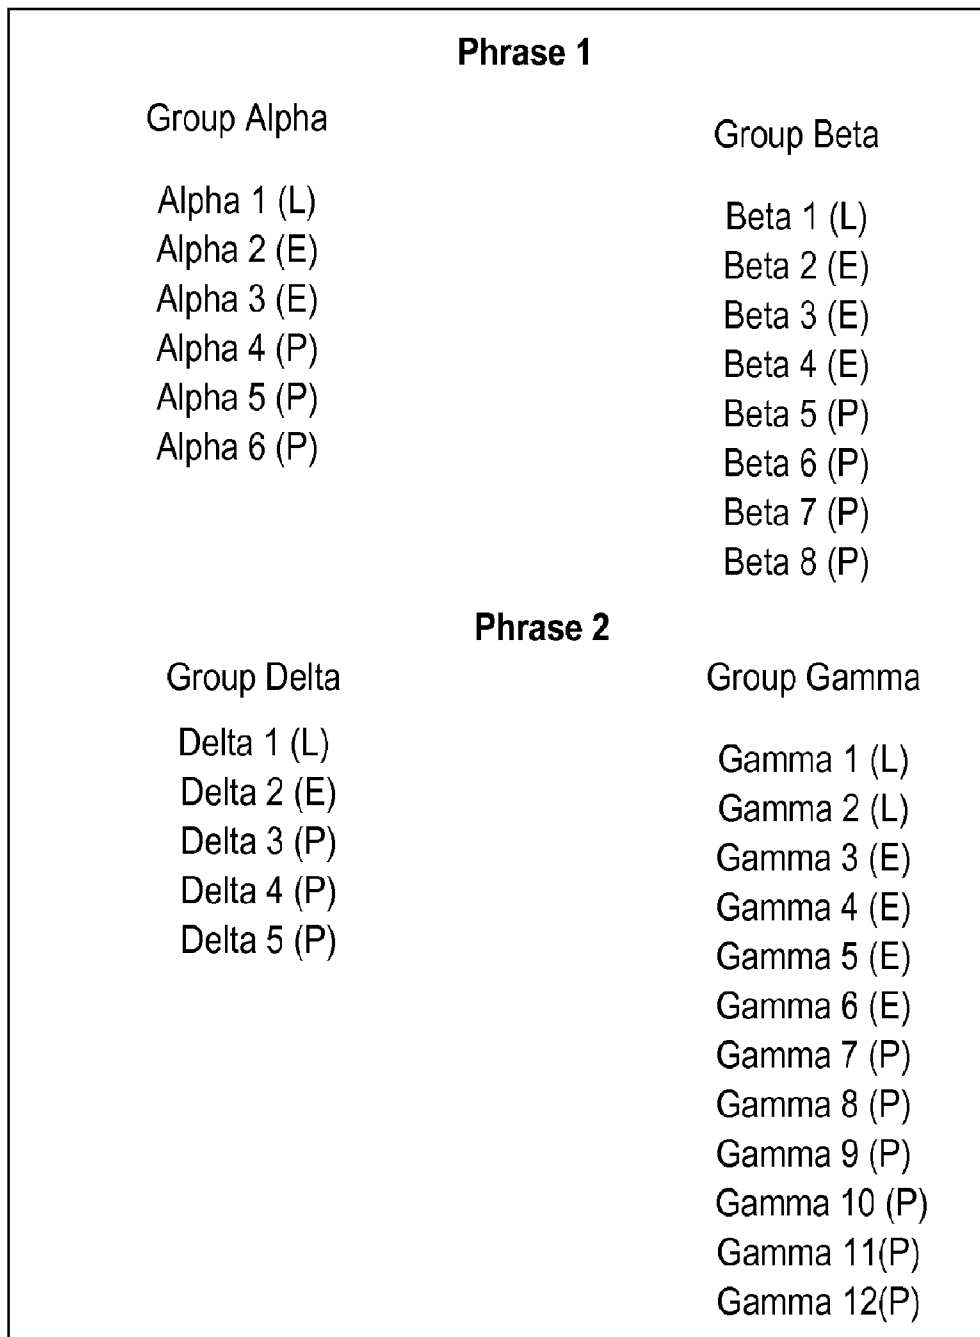 Phrase 1
Group Alpha
Alpha 1 (L)
Alpha 2 (E)
Alpha 3 (E)
Alpha 4 (P)
Alpha 5 (P)
Alpha 6 (P)
Group Beta
Beta 1 (L)
Beta 2 (E)
Beta 3 (E)
Beta 4 (E)
Beta 5 (P)
Beta 6 (P)
Beta 7 (P)
Beta 8 (P)
Phrase 2
Group Delta
Delta 1 (L)
Delta 2 (E)
Delta 3 (P)
Delta 4 (P)
Delta 5 (P)
Group Gamma
Gamma 1 (L)
Gamma 2 (L)
Gamma 3 (E)
Gamma 4 (E)
Gamma 5 (E)
Gamma 6 (E)
Gamma 7 (P)
Gamma 8 (P)
Gamma 9 (P)
Gamma 10 (P)
Gamma 11(P)
Gamma 12(P)